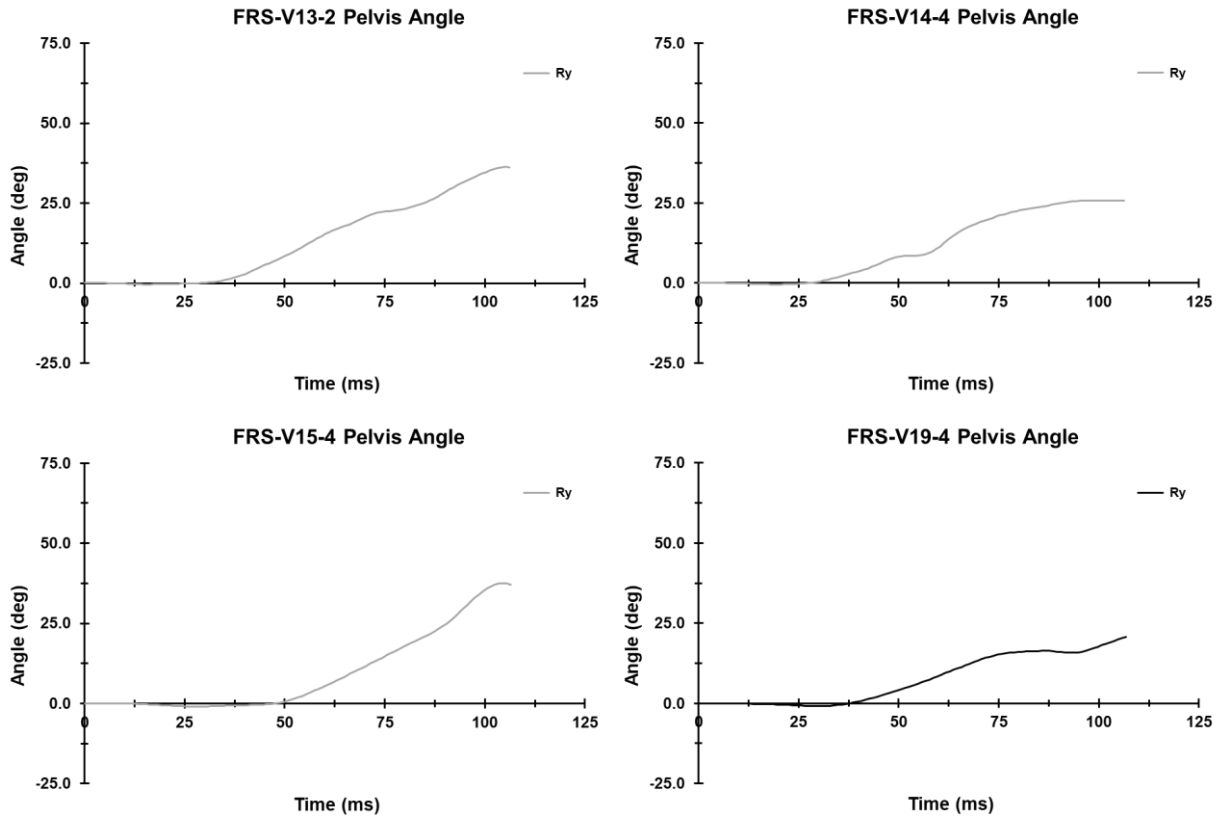 FRS-V13-2 Pelvis Angle
75.0
50.0
25.0
0.0
-25.0
Angle (deg)
Ry
0 25 50 75 100 125
Time (ms)
FRS-V14-4 Pelvis Angle
75.0
50.0
25.0
0.0
-25.0
Angle (deg)
Ry
0 25 50 75 100 125
Time (ms)
FRS-V15-4 Pelvis Angle
75.0
50.0
25.0
0.0
-25.0
Angle (deg)
Ry
0 25 50 75 100 125
Time (ms)
FRS-V19-4 Pelvis Angle
75.0
50.0
25.0
0.0
-25.0
Angle (deg)
Ry
0 25 50 75 100 125
Time (ms)